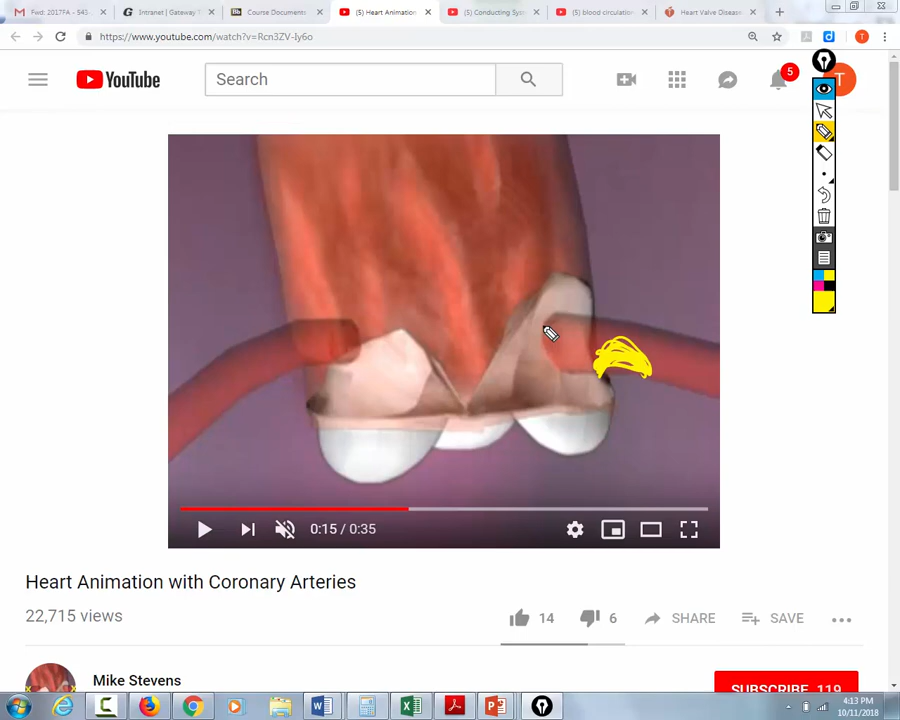 Fwd: 2017FA - 543
Intranet | Gateway T
Bb Course Documents
(5) Heart Animation
(5) Conducting Sys
(5) blood circulation
Heart Valve Disease
https://www.youtube.com/watch?v=Rcn3ZV-Iy6o
T
YouTube
Search
5
T
0:15 / 0:35
Heart Animation with Coronary Arteries
22,715 views
14
6
SHARE
SAVE
Mike Stevens
SUBSCRIBE 119
4:13 PM
10/11/2018